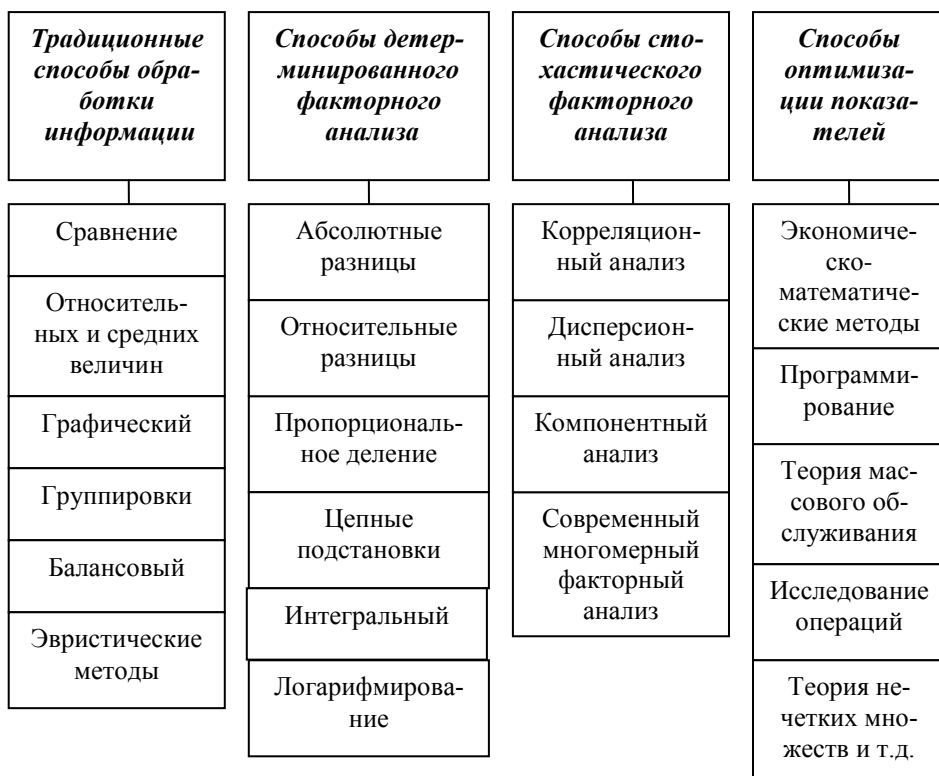 Традиционные
способы обра-
ботки
информации
Сравнение
Относитель-
ных и средних
величин
Графический
Группировки
Балансовый
Эвристические
методы
Способы детер-
минированного
факторного
анализа
Абсолютные
разницы
Относительные
разницы
Пропорциональ-
ное деление
Цепные
подстановки
Интегральный
Логарифмирова-
ние
Способы сто-
хастического
факторного
анализа
Корреляцион-
ный анализ
Дисперсион-
ный анализ
Компонентный
анализ
Современный
многомерный
факторный
анализ
Способы
оптимиза-
ции показа-
телей
Экономиче-
ско-
математиче-
ские методы
Программи-
рование
Теория мас-
сового об-
служивания
Исследование
операций
Теория не-
четких мно-
жеств и т.д.